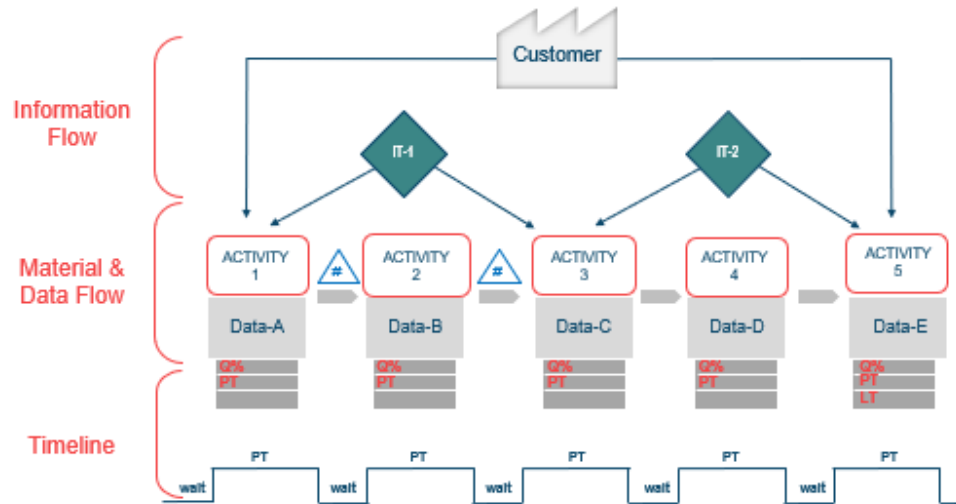 Customer
Information
Flow
IT-1
IT-2
Material &
Data Flow
ACTIVITY
1
#
ACTIVITY
2
#
ACTIVITY
3
ACTIVITY
4
ACTIVITY
5
Data-A
Data-B
Data-C
Data-D
Data-E
Q%
Q%
Q%
Q%
Q%
PT
PT
PT
PT
PT
LT
Timeline
PT
PT
PT
PT
PT
wait
wait
wait
wait
wait